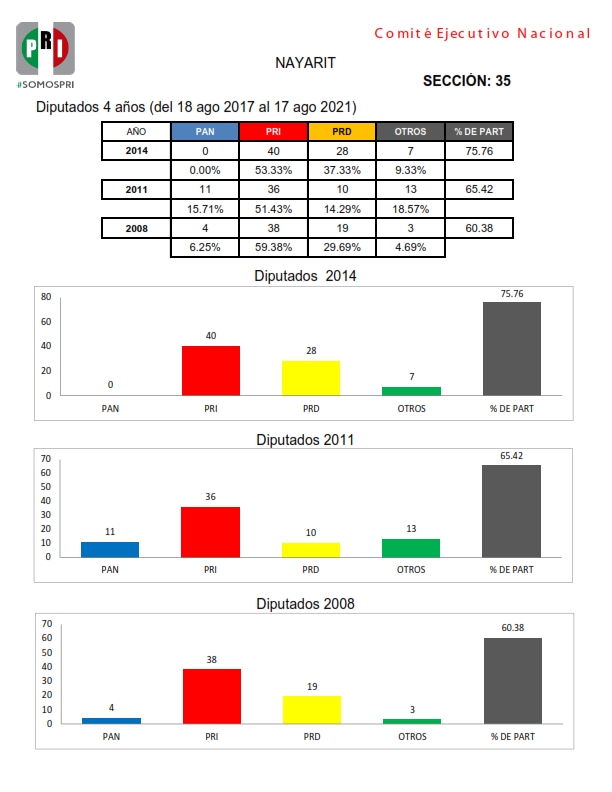 Comité Ejecutivo Nacional
PRI
#SOMOSPRI
NAYARIT
SECCIÓN: 35
Diputados 4 años (del 18 ago 2017 al 17 ago 2021)
AÑO PAN PRI PRD OTROS % DE PART
2014 0 40 28 7 75.76
0.00% 53.33% 37.33% 9.33%
2011 11 36 10 13 65.42
15.71% 51.43% 14.29% 18.57%
2008 4 38 19 3 60.38
6.25% 59.38% 29.69% 4.69%
Diputados 2014
80
60
40
20
0
0 40 28 7 75.76
PAN PRI PRD OTROS % DE PART
Diputados 2011
70
60
50
40
30
20
10
0
11 36 10 13 65.42
PAN PRI PRD OTROS % DE PART
Diputados 2008
70
60
50
40
30
20
10
0
4 38 19 3 60.38
PAN PRI PRD OTROS % DE PART